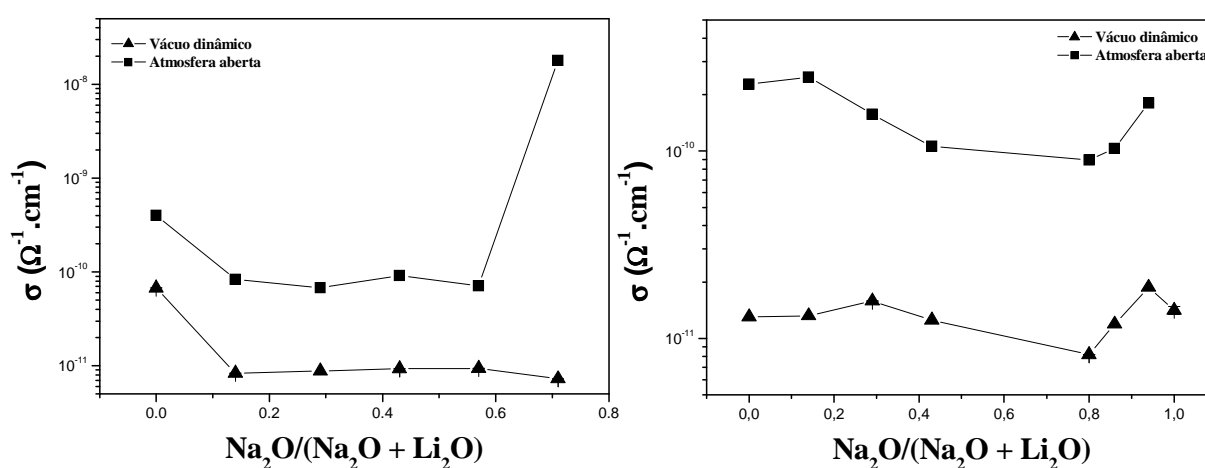 Vácuo dinâmico
Atmosfera aberta
10⁻⁸
10⁻⁹
10⁻¹⁰
10⁻¹¹
σ (Ω⁻¹.cm⁻¹)
0.0 0.2 0.4 0.6 0.8
Na₂O/(Na₂O + Li₂O)
Vácuo dinâmico
Atmosfera aberta
10⁻¹⁰
10⁻¹¹
σ (Ω⁻¹.cm⁻¹)
0,0 0,2 0,4 0,6 0,8 1,0
Na₂O/(Na₂O + Li₂O)